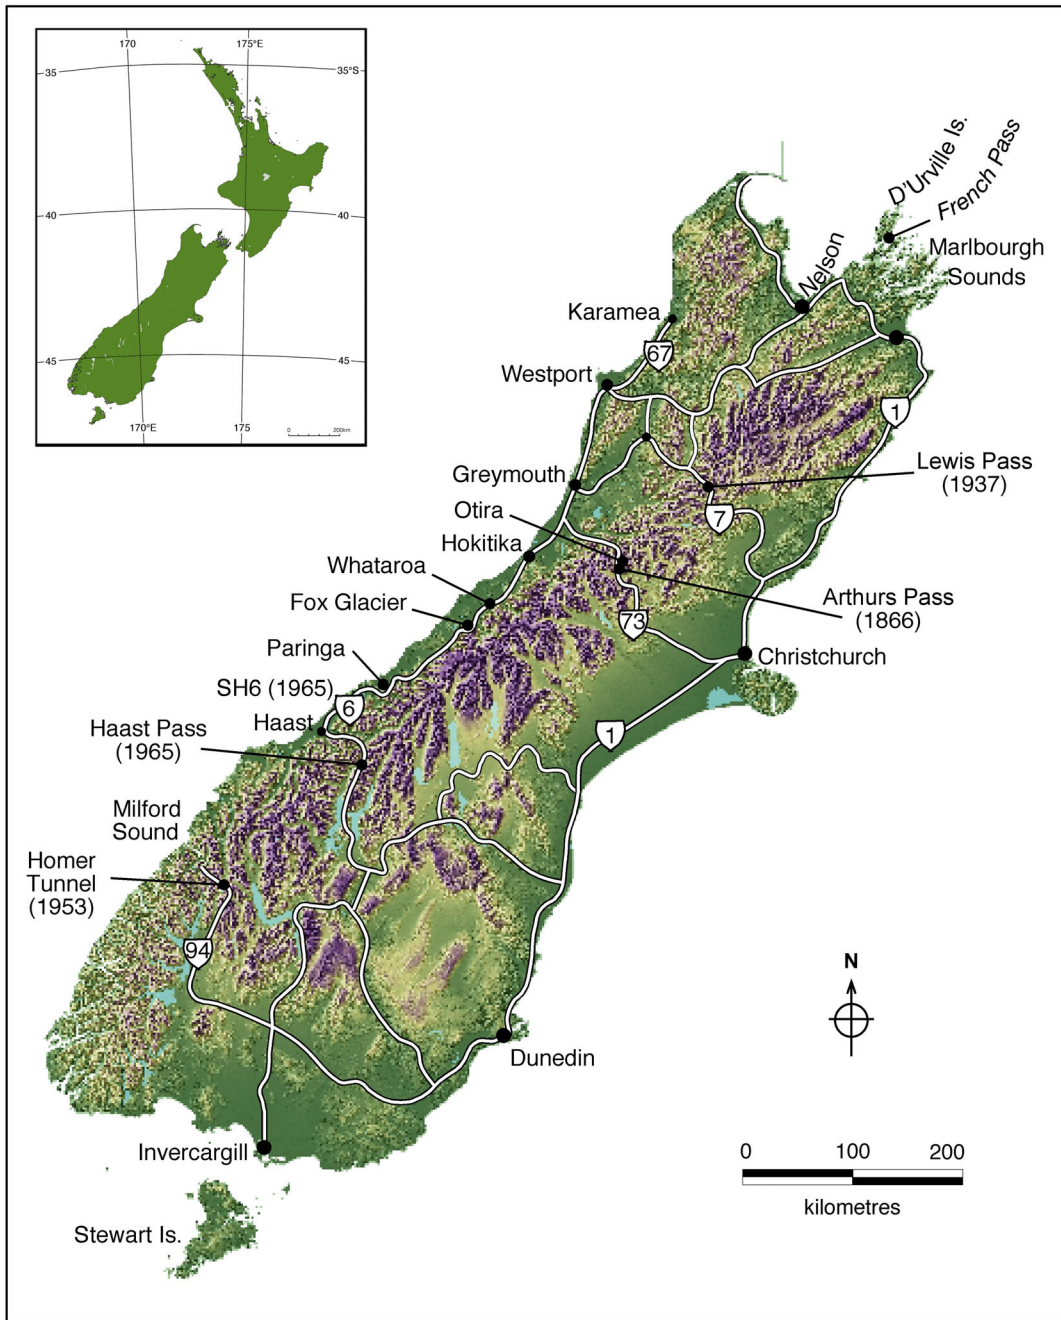 170
175°E
35
35°S
40
40
45
45
170°E
175
0
200km
D'Urville Is.
French Pass
Marlbourgh
Sounds
Nelson
Karamea
67
Westport
1
Greymouth
Lewis Pass
(1937)
Otira
7
Hokitika
Whataroa
Arthurs Pass
(1866)
Fox Glacier
73
Paringa
Christchurch
SH6 (1965)
6
Haast
1
Haast Pass
(1965)
Milford
Sound
Homer
Tunnel
(1953)
94
N
Dunedin
Invercargill
0 100 200
kilometres
Stewart Is.